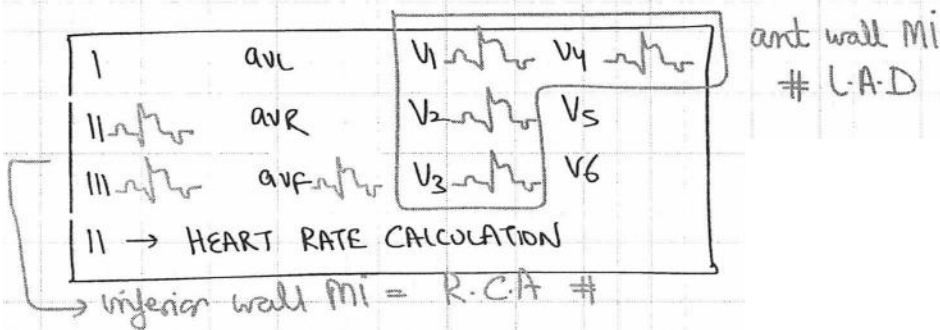 I avL V1 V4
ant wall Mi
# L.A.D
II avR V2 V5
III avF V3 V6
II → HEART RATE CALCULATION
→ inferior wall Mi = R.C.A #